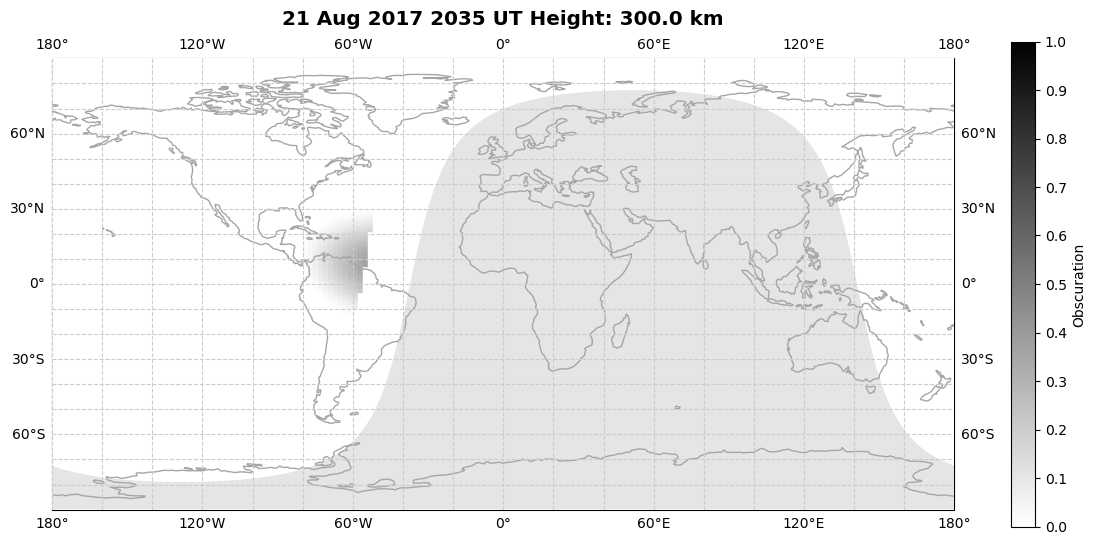 21 Aug 2017 2035 UT Height: 300.0 km
180° 120°W 60°W 0° 60°E 120°E 180°
60°N 60°N
30°N 30°N
0° 0°
30°S 30°S
60°S 60°S
180° 120°W 60°W 0° 60°E 120°E 180°
1.0
0.9
0.8
0.7
0.6
0.5
0.4
0.3
0.2
0.1
0.0
Obscuration